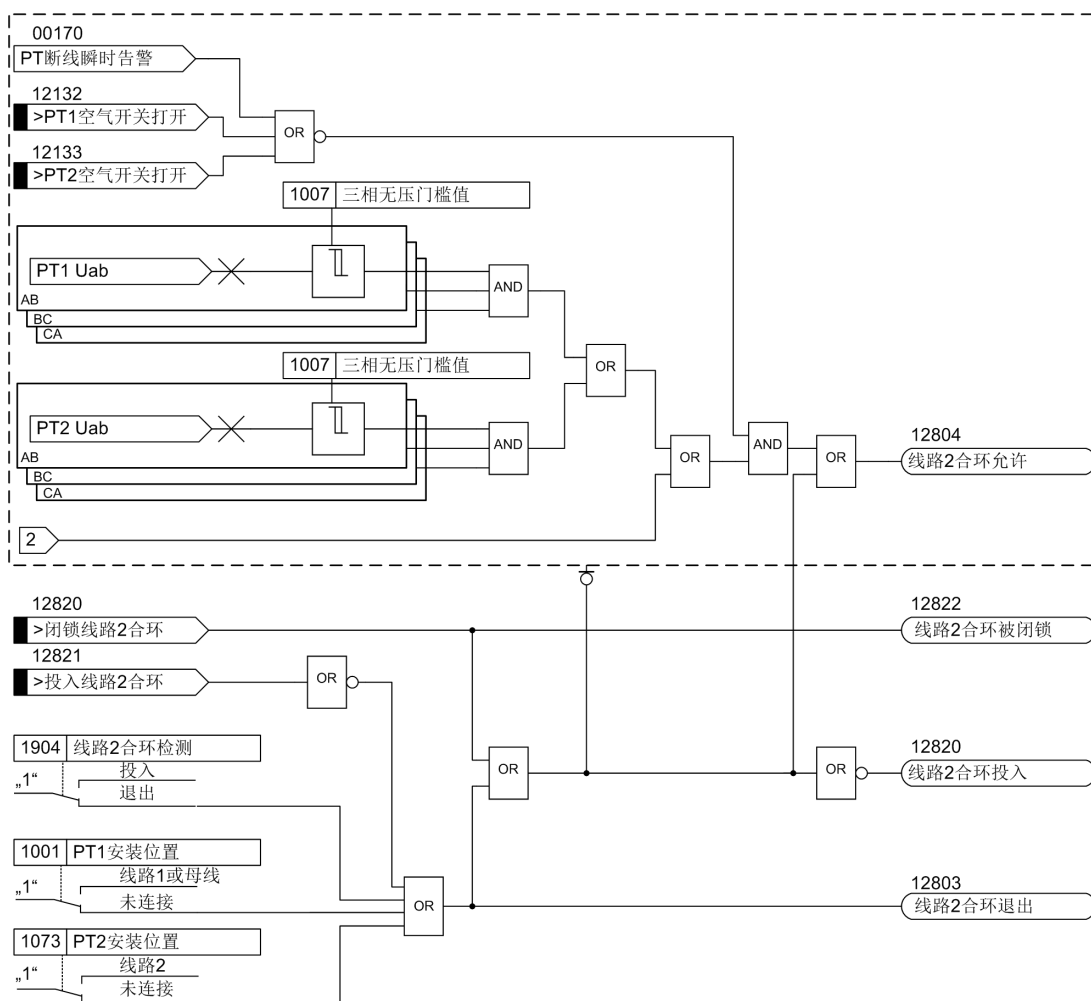 00170
PT断线瞬时告警
12132
>PT1空气开关打开
OR
12133
>PT2空气开关打开
1007 三相无压门槛值
PT1 Uab
AND
AB
BC
CA
1007 三相无压门槛值
OR
PT2 Uab
AND
AB
BC
CA
OR
AND
OR
12804
线路2合环允许
2
12820
>闭锁线路2合环
12822
线路2合环被闭锁
12821
>投入线路2合环
OR
1904 线路2合环检测
投入
„1“
退出
OR
OR
12820
线路2合环投入
1001 PT1安装位置
线路1或母线
„1“
未连接
OR
12803
线路2合环退出
1073 PT2安装位置
线路2
„1“
未连接